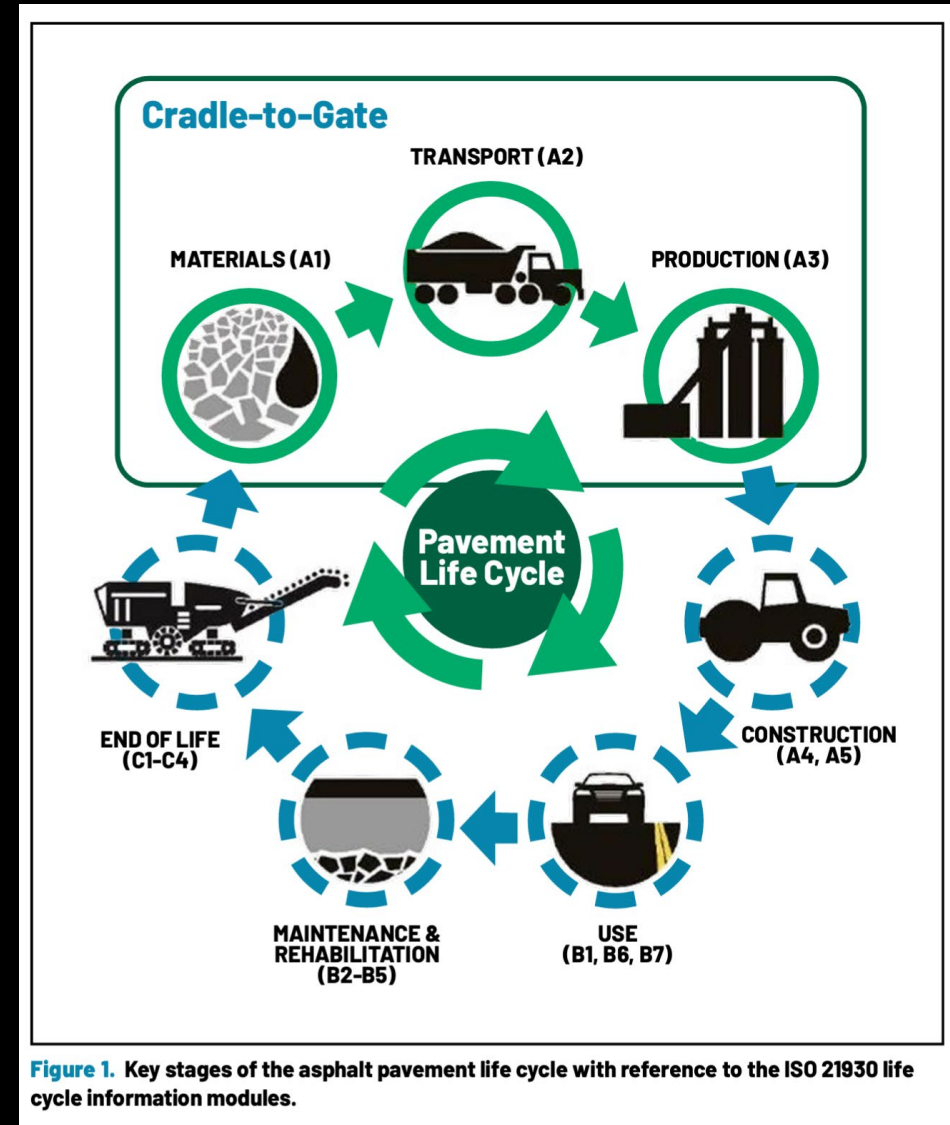 Cradle-to-Gate
TRANSPORT (A2)
MATERIALS (A1)
PRODUCTION (A3)
Pavement
Life Cycle
CONSTRUCTION
(A4, A5)
END OF LIFE
(C1-C4)
MAINTENANCE &
REHABILITATION
(B2-B5)
USE
(B1, B6, B7)
Figure 1. Key stages of the asphalt pavement life cycle with reference to the ISO 21930 life
cycle information modules.